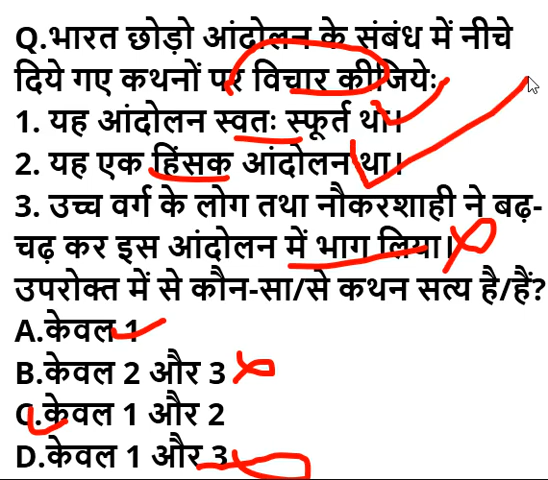 Q.भारत छोड़ो आंदोलन के संबंध में नीचे
दिये गए कथनों पर विचार कीजिये:
1. यह आंदोलन स्वतः स्फूर्त था।
2. यह एक हिंसक आंदोलन था।
3. उच्च वर्ग के लोग तथा नौकरशाही ने बढ़-
चढ़ कर इस आंदोलन में भाग लिया।
उपरोक्त में से कौन-सा/से कथन सत्य है/हैं?
A.केवल 1
B.केवल 2 और 3
C.केवल 1 और 2
D.केवल 1 और 3